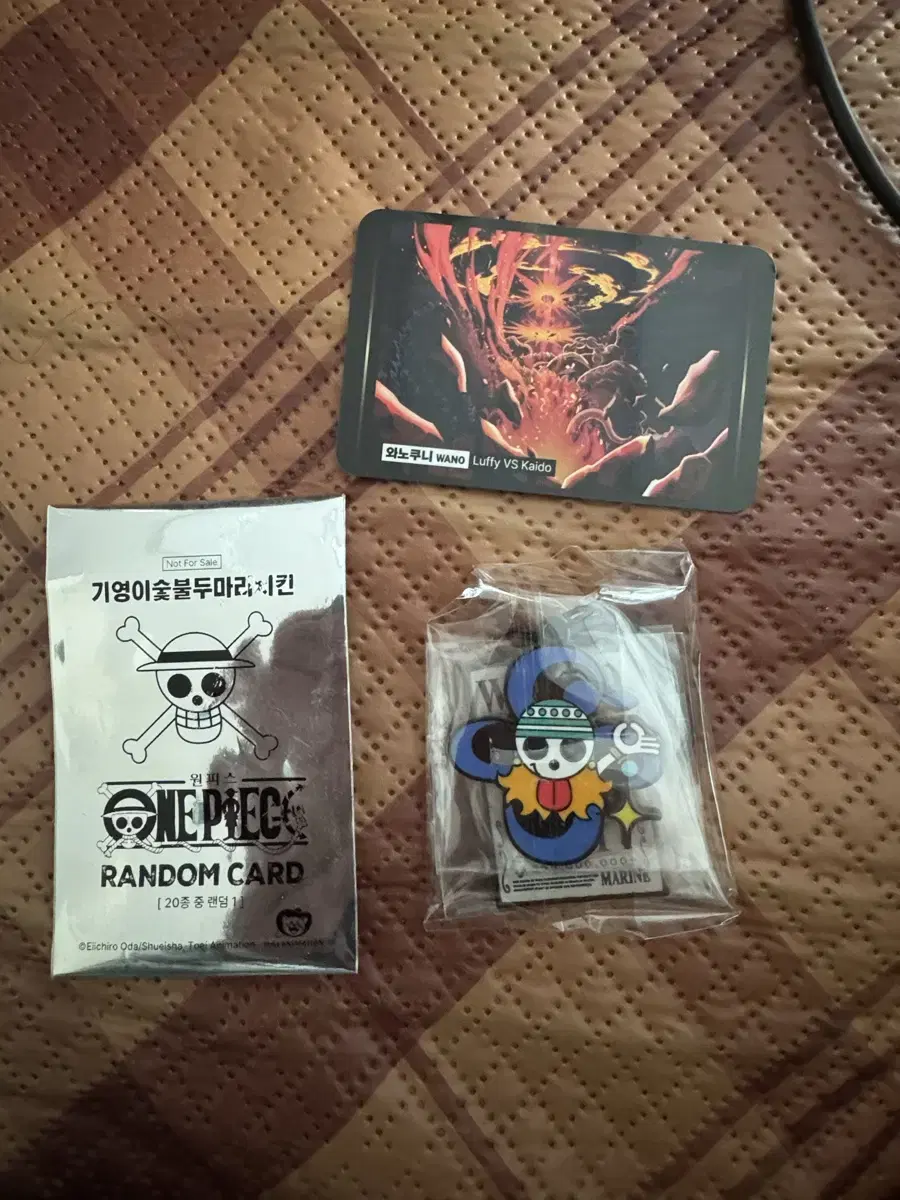 와노쿠니 WANO Luffy VS Kaido
Not For Sale
기영이숯불두마리치킨
원피스
ONE PIECE
RANDOM CARD
[ 20종 중 랜덤 1 ]
©Eiichiro Oda/Shueisha, Toei Animation
MARINE